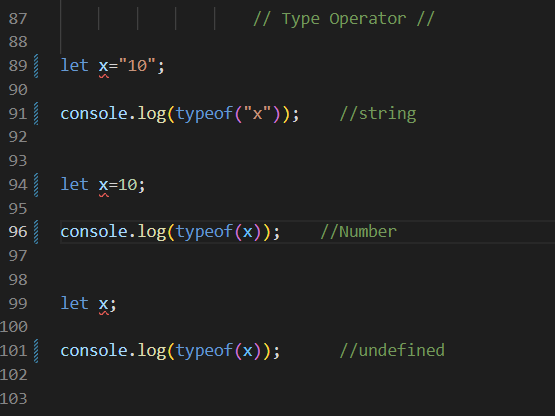 87 // Type Operator //
88
89 let x="10";
90
91 console.log(typeof("x")); //string
92
93
94 let x=10;
95
96 console.log(typeof(x)); //Number
97
98
99 let x;
100
101 console.log(typeof(x)); //undefined
102
103